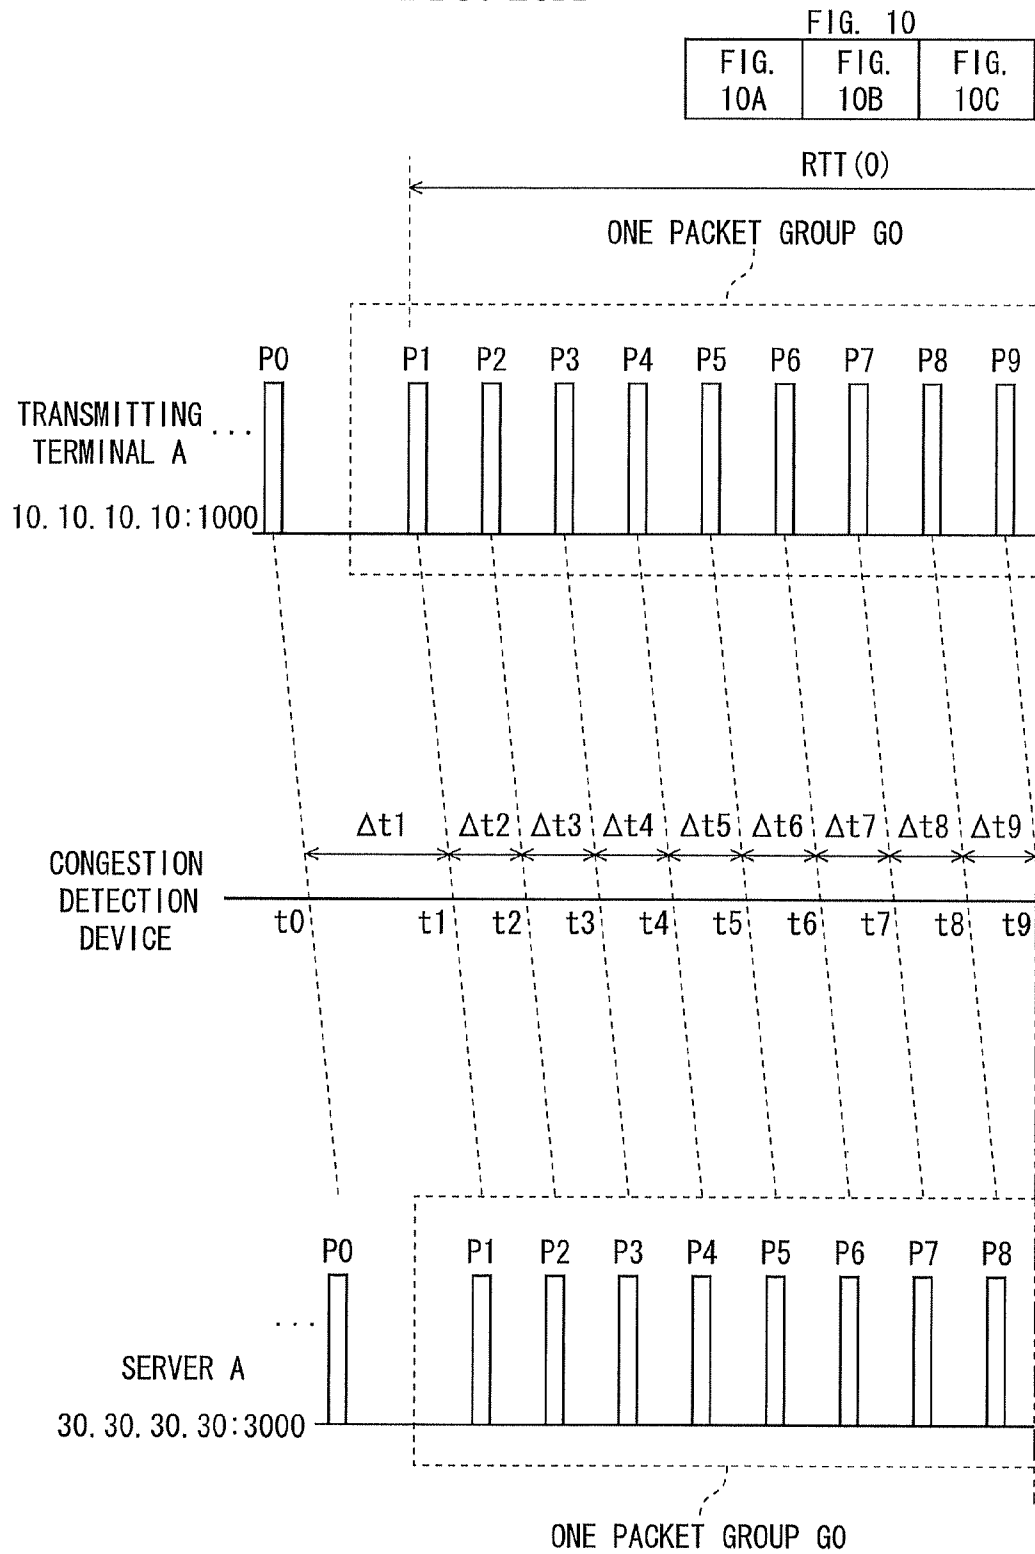 FIG. 10
FIG. 10A
FIG. 10B
FIG. 10C
RTT(0)
ONE PACKET GROUP G0
P0 P1 P2 P3 P4 P5 P6 P7 P8 P9
TRANSMITTING ...
TERMINAL A
10.10.10.10:1000
Δt1 Δt2 Δt3 Δt4 Δt5 Δt6 Δt7 Δt8 Δt9
CONGESTION
DETECTION
DEVICE
t0 t1 t2 t3 t4 t5 t6 t7 t8 t9
P0 P1 P2 P3 P4 P5 P6 P7 P8
...
SERVER A
30.30.30.30:3000
ONE PACKET GROUP G0